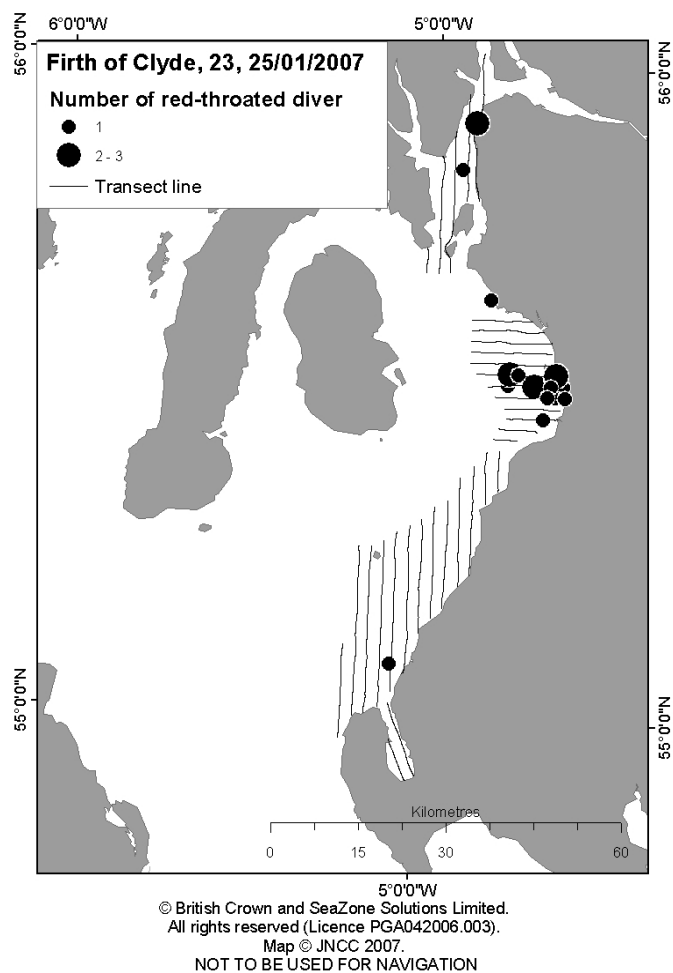 6°0'0"W
5°0'0"W
56°0'0"N
56°0'0"N
Firth of Clyde, 23, 25/01/2007
Number of red-throated diver
1
2 - 3
Transect line
55°0'0"N
55°0'0"N
Kilometres
0 15 30 60
5°0'0"W
© British Crown and SeaZone Solutions Limited.
All rights reserved (Licence PGA042006.003).
Map © JNCC 2007.
NOT TO BE USED FOR NAVIGATION